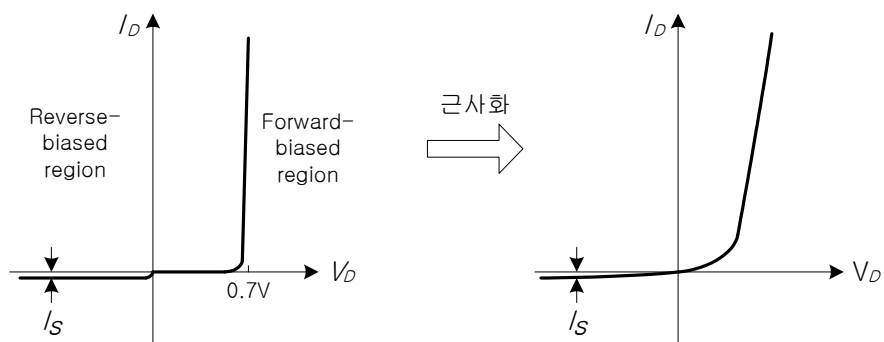 I_D
Reverse-
biased
region
Forward-
biased
region
V_D
0.7V
I_S
근사화
I_D
V_D
I_S